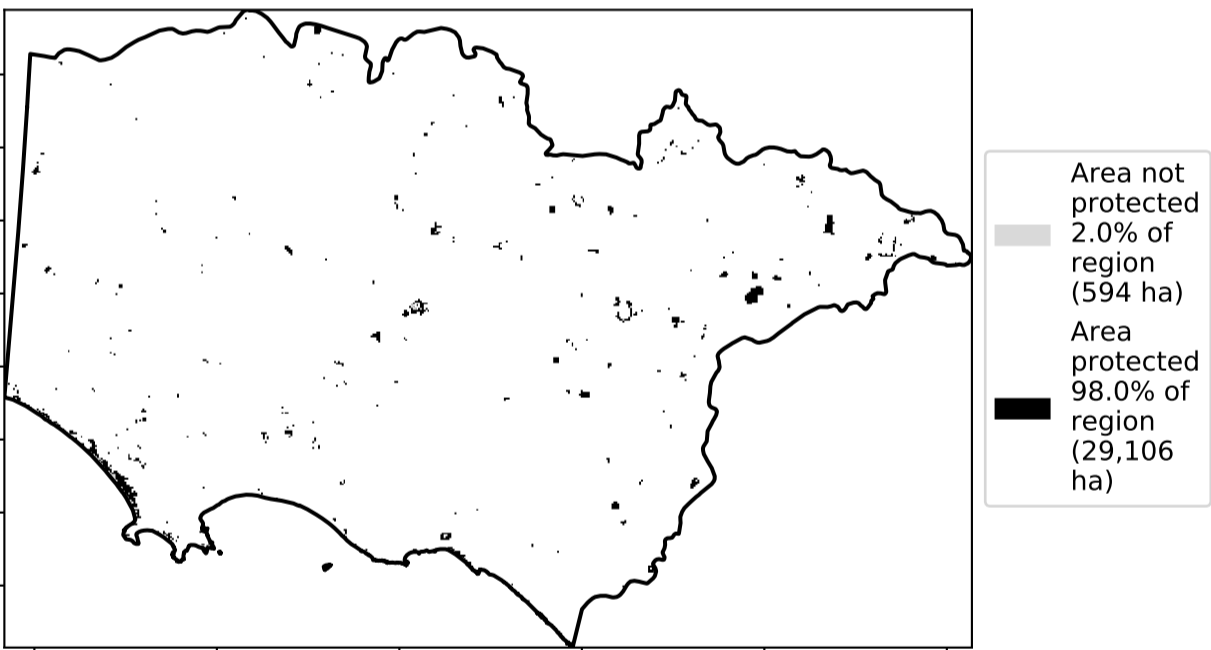 Area not
protected
2.0% of
region
(594 ha)
Area
protected
98.0% of
region
(29,106
ha)